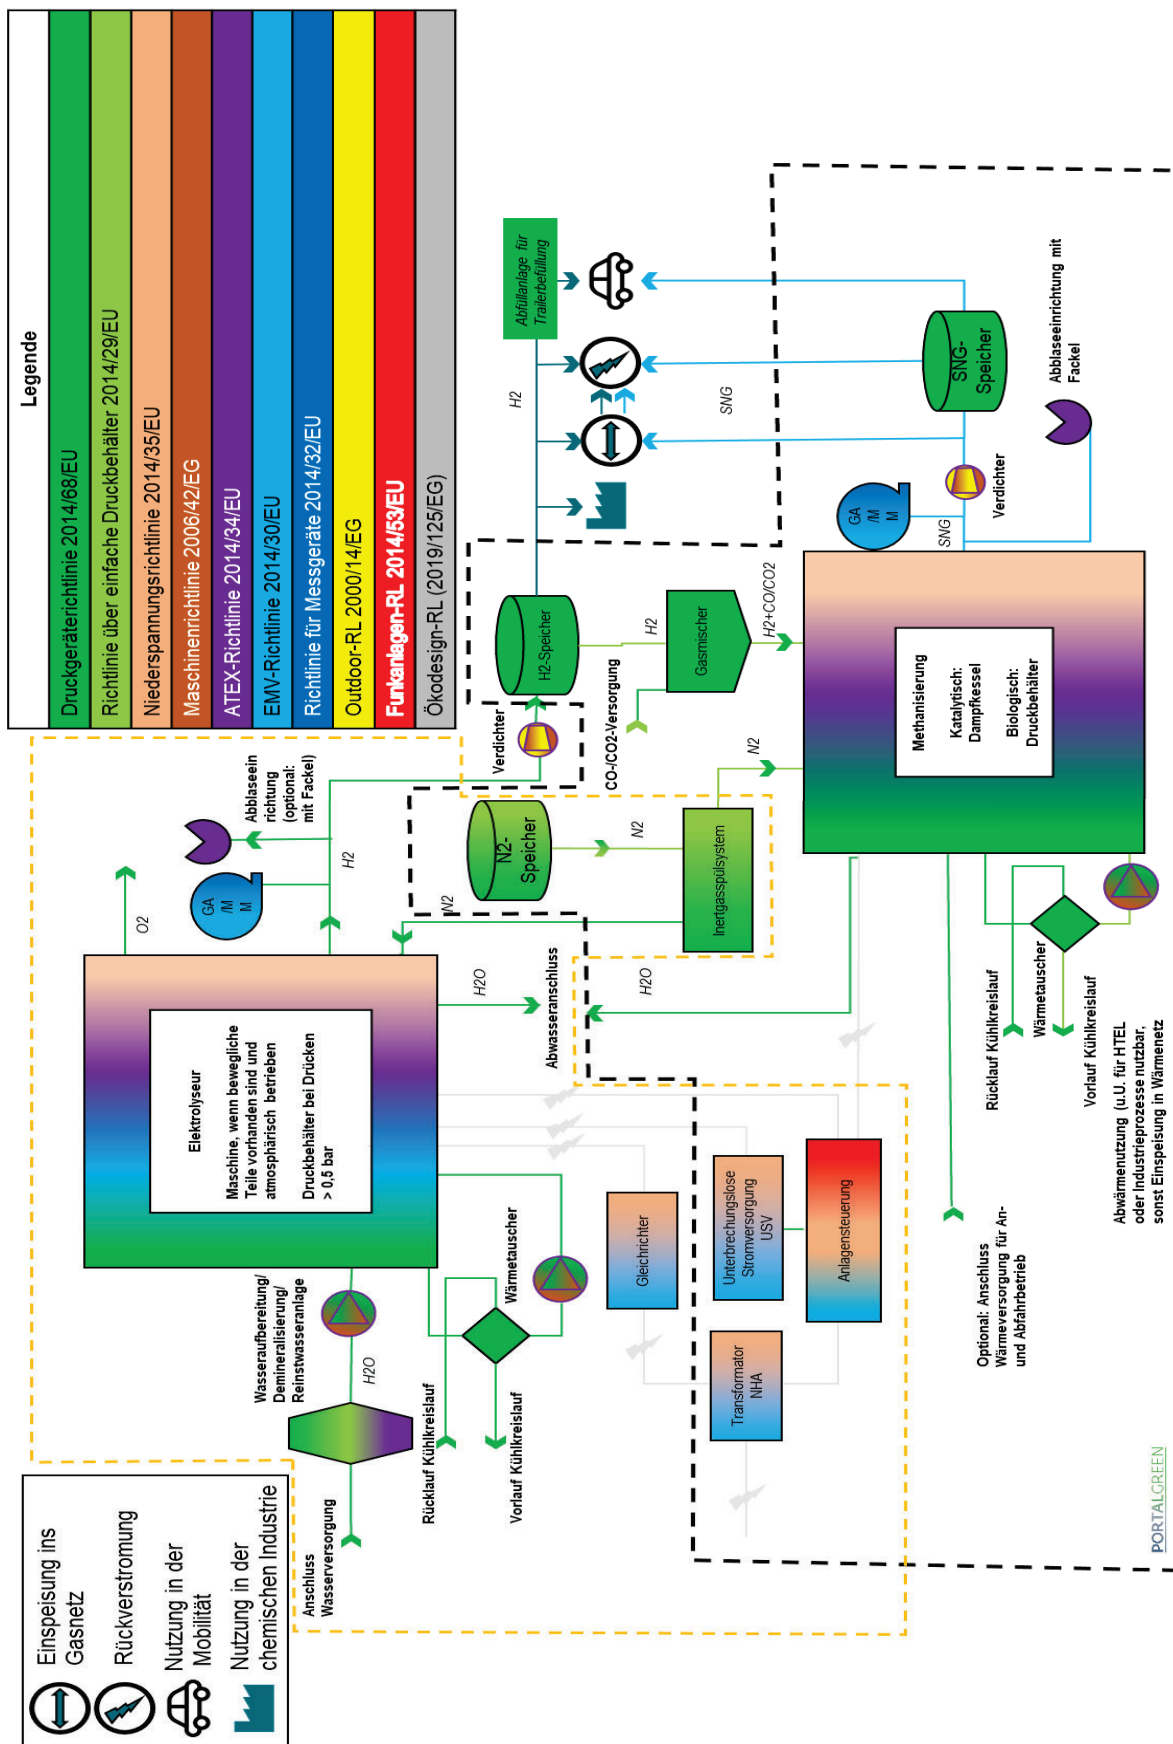 Legende
Druckgeräterichtlinie 2014/68/EU
Richtlinie über einfache Druckbehälter 2014/29/EU
Niederspannungsrichtlinie 2014/35/EU
Maschinenrichtlinie 2006/42/EG
ATEX-Richtlinie 2014/34/EU
EMV-Richtlinie 2014/30/EU
Richtlinie für Messgeräte 2014/32/EU
Outdoor-RL 2000/14/EG
Funkanlagen-RL 2014/53/EU
Ökodesign-RL (2019/125/EG)
Einspeisung ins
Gasnetz
Rückverstromung
Nutzung in der
Mobilität
Nutzung in der
chemischen Industrie
Anschluss
Wasserversorgung
Wasseraufbereitung/
Demineralisierung/
Reinstwasseranlage
H2O
Rücklauf Kühlkreislauf
Vorlauf Kühlkreislauf
Wärmetauscher
Elektrolyseur
Maschine, wenn bewegliche
Teile vorhanden sind und
atmosphärisch betrieben
Druckbehälter bei Drücken
> 0,5 bar
O2
GA
/M
M
H2
Abblaseein
richtung
(optional:
mit Fackel)
N2
H2O
Abwasseranschluss
Verdichter
N2-
Speicher
N2
Inertgasspülsystem
N2
H2O
H2-Speicher
H2
Abfüllanlage für
Trailerbefüllung
H2
CO-/CO2-Versorgung
Gasmischer
H2+CO/CO2
Gleichrichter
Unterbrechungslose
Stromversorgung
USV
Transformator
NHA
Anlagensteuerung
Methanisierung
Katalytisch:
Dampfkessel
Biologisch:
Druckbehälter
GA
/M
M
SNG
Verdichter
SNG
SNG-
Speicher
Abblaseeinrichtung mit
Fackel
Optional: Anschluss
Wärmeversorgung für An-
und Abfahrbetrieb
Rücklauf Kühlkreislauf
Wärmetauscher
Vorlauf Kühlkreislauf
Abwärmenutzung (u.U. für HTEL
oder Industrieprozesse nutzbar,
sonst Einspeisung in Wärmenetz
PORTALGREEN